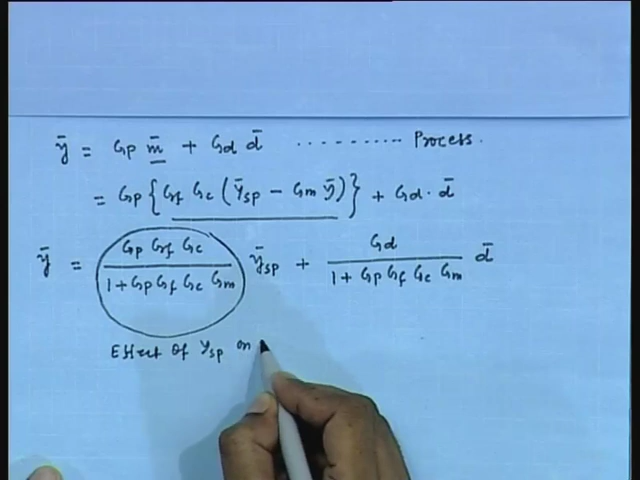 ȳ = Gp m̄ + Gd d̄ .......... Process.
= Gp { Gf Gc ( ȳsp - Gm ȳ ) } + Gd . d̄
ȳ = Gp Gf Gc / 1 + Gp Gf Gc Gm ȳsp + Gd / 1 + Gp Gf Gc Gm d̄
Effect of ysp on